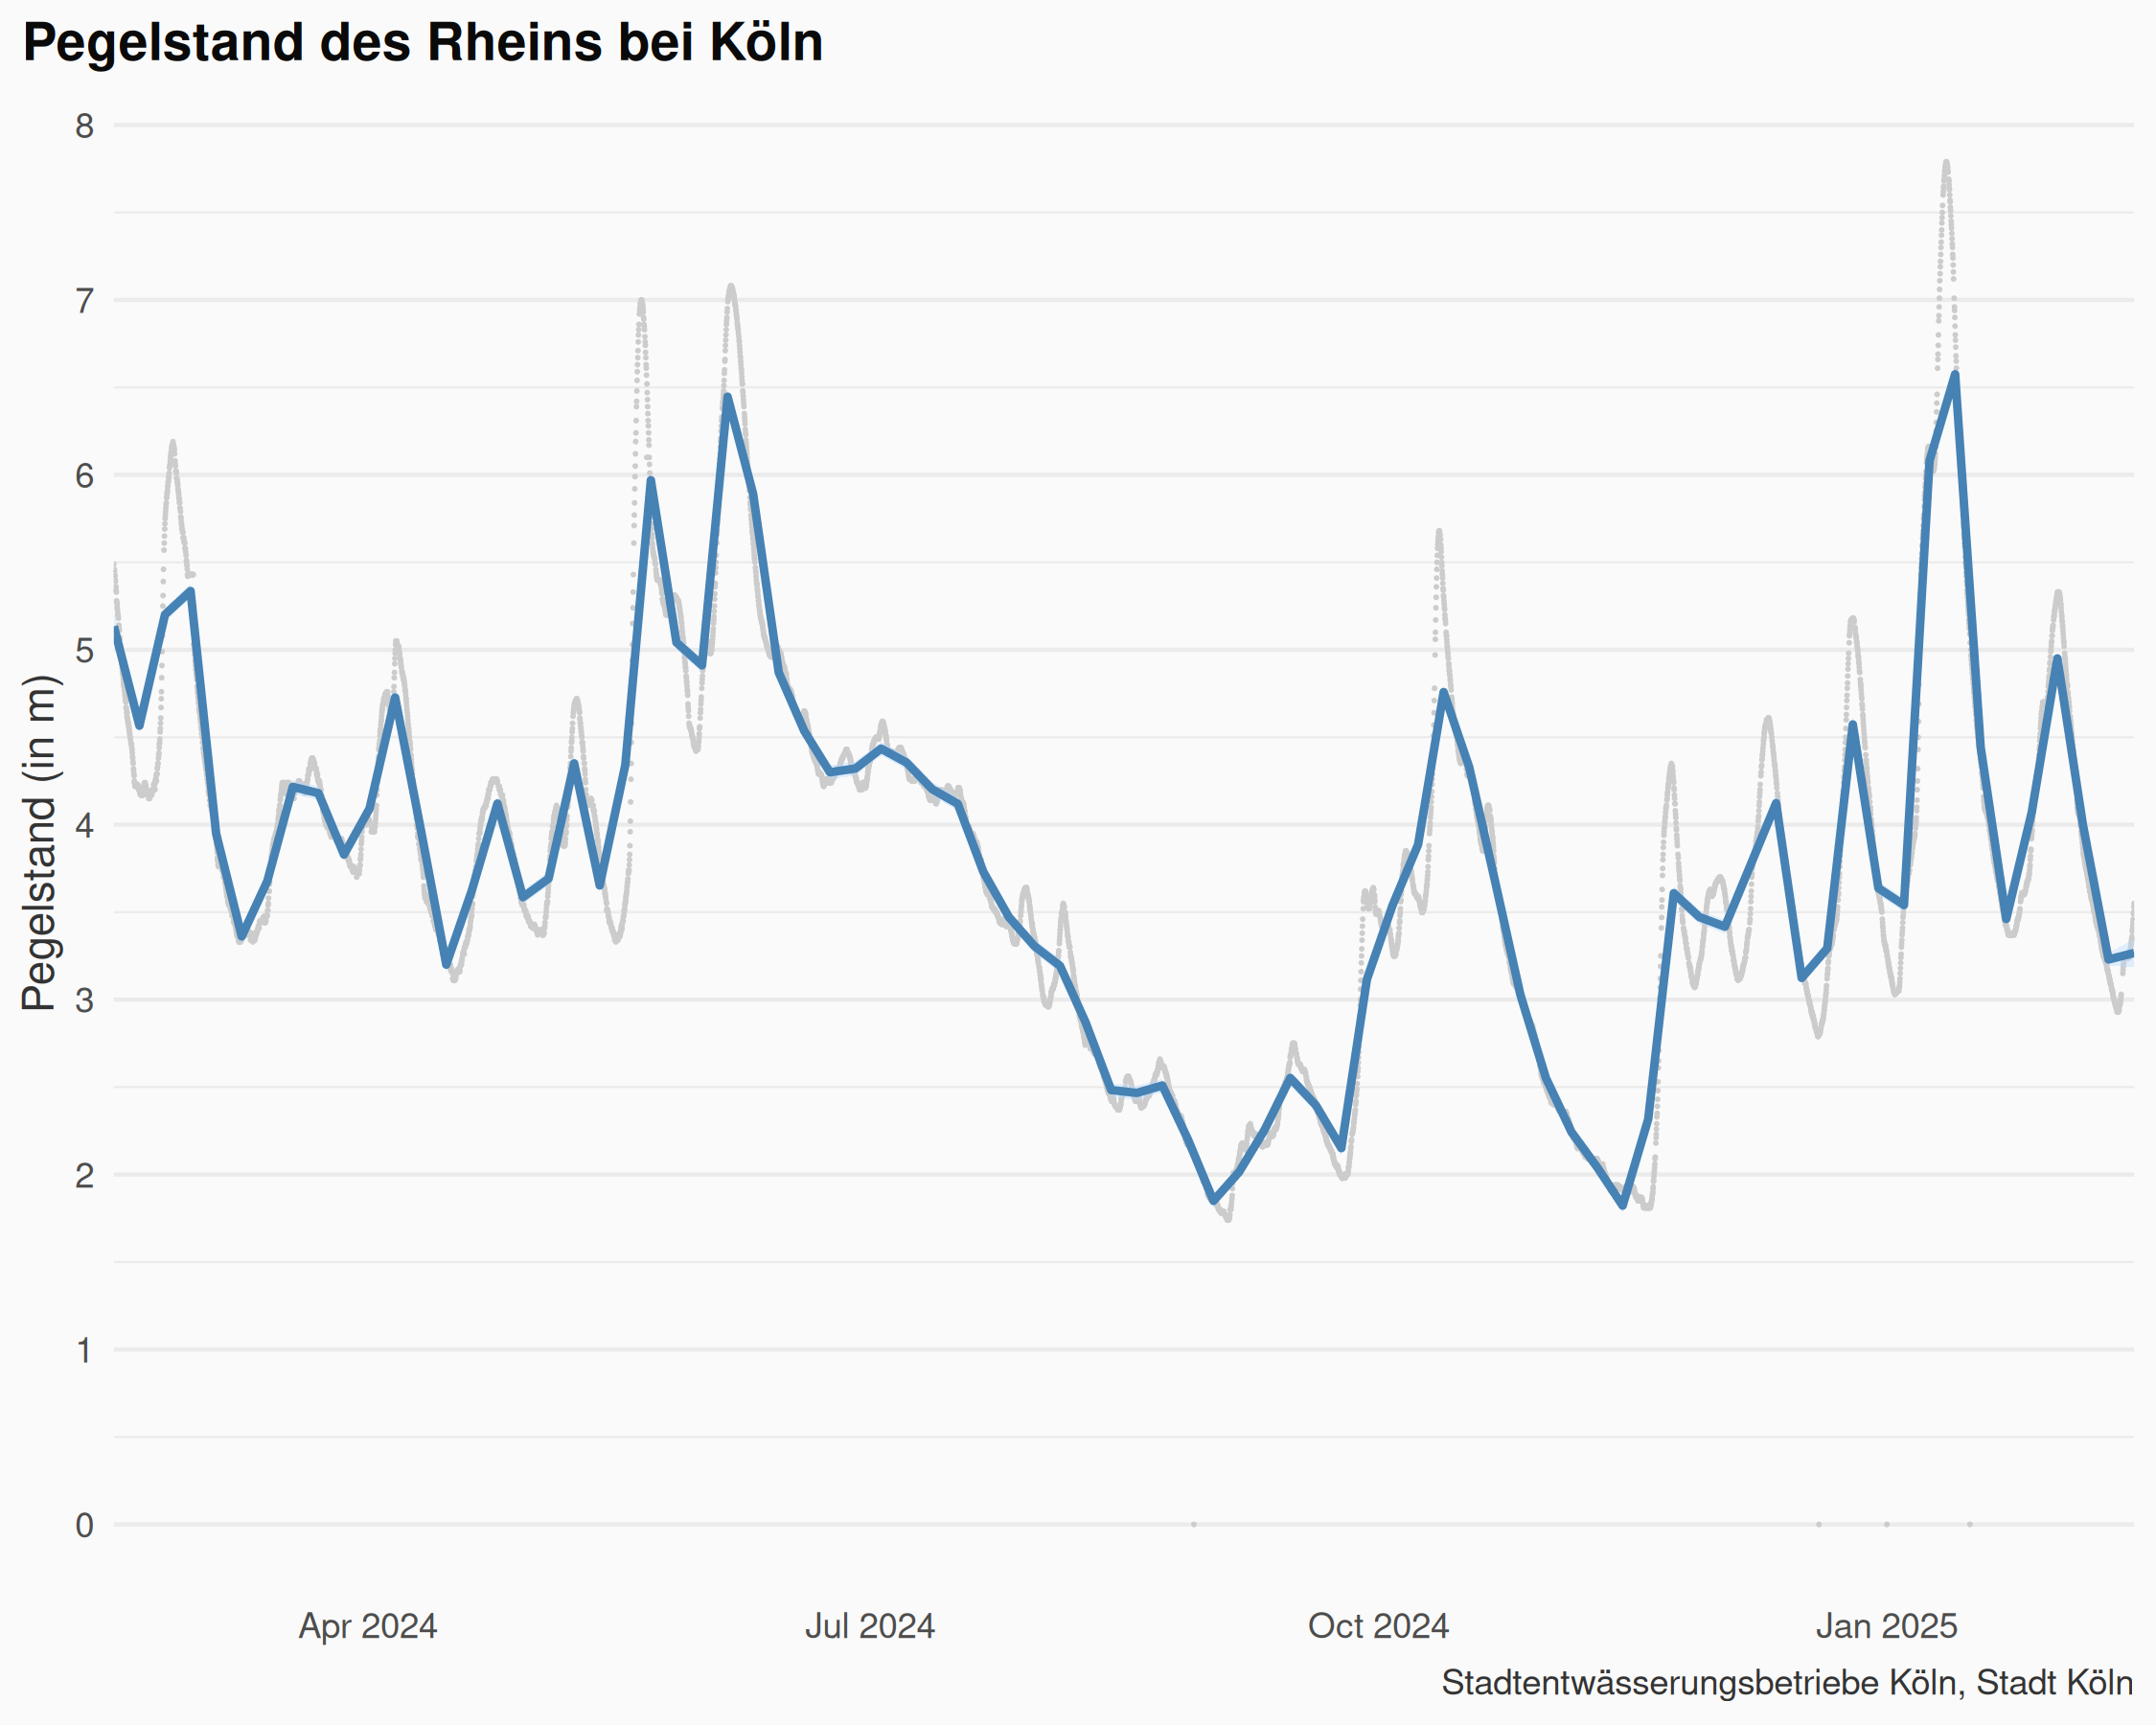 Pegelstand des Rheins bei Köln
Pegelstand (in m)
8
7
6
5
4
3
2
1
0
Apr 2024
Jul 2024
Oct 2024
Jan 2025
Stadtentwässerungsbetriebe Köln, Stadt Köln